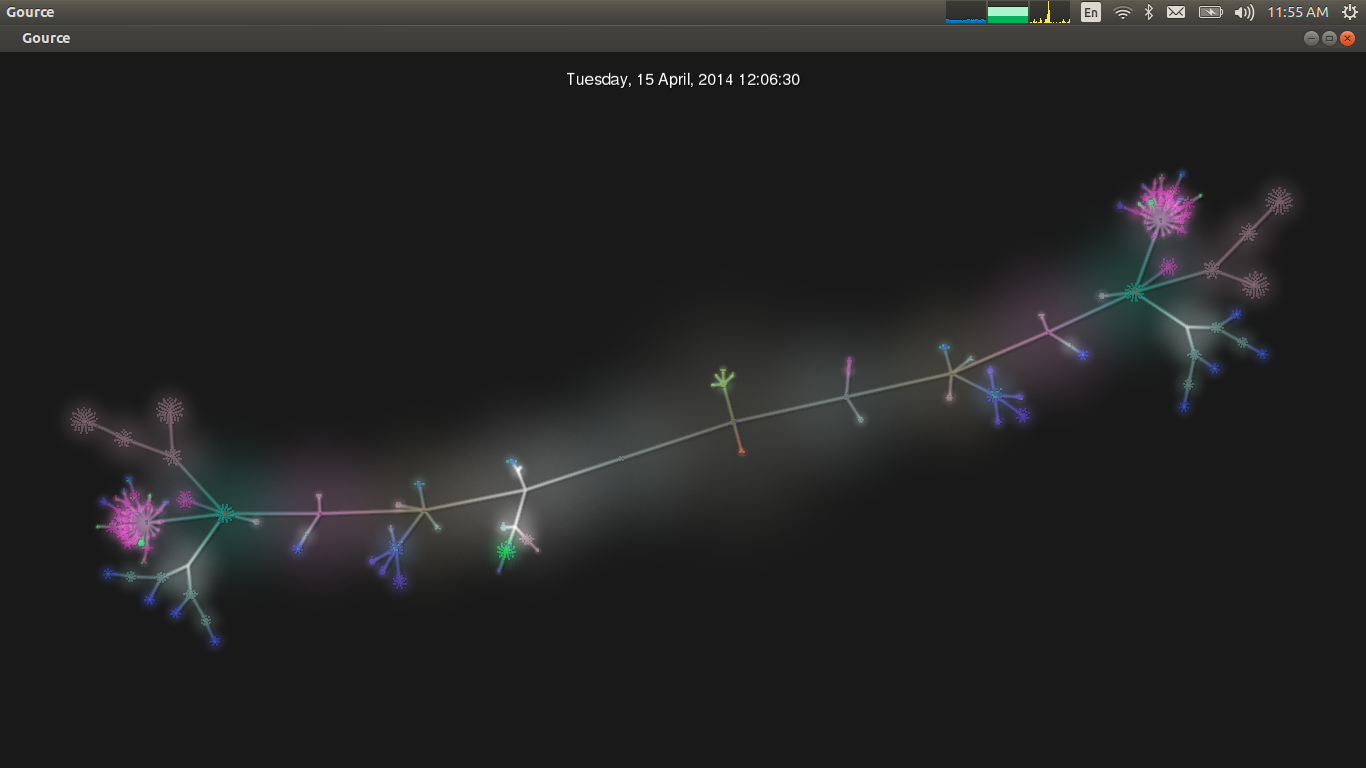 Gource
En
11:55 AM
Gource
Tuesday, 15 April, 2014 12:06:30